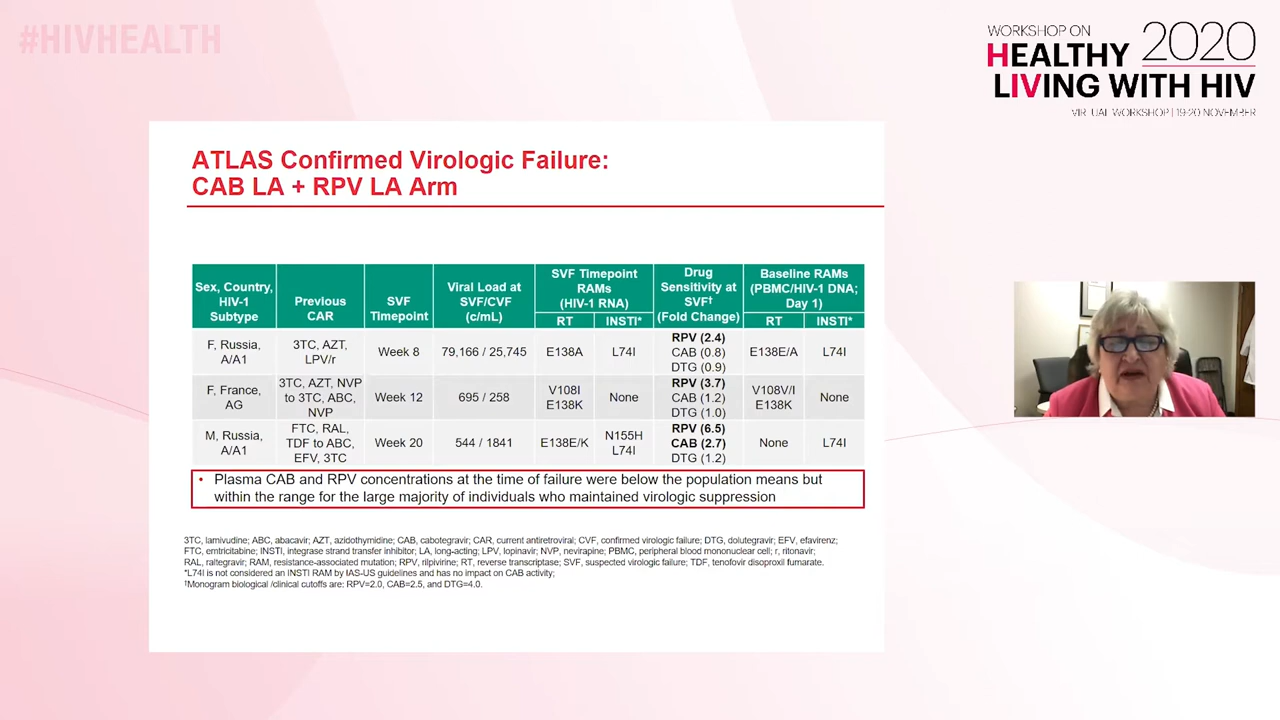 #HIVHEALTH
WORKSHOP ON
HEALTHY 2020
LIVING WITH HIV
VIRTUAL WORKSHOP | 19-20 NOVEMBER
ATLAS Confirmed Virologic Failure:
CAB LA + RPV LA Arm
Sex, Country,
HIV-1
Subtype
Previous
CAR
SVF
Timepoint
Viral Load at
SVF/CVF
(c/mL)
SVF Timepoint
RAMs
(HIV-1 RNA)
RT
INSTI*
Drug
Sensitivity at
SVF†
(Fold Change)
Baseline RAMs
(PBMC/HIV-1 DNA;
Day 1)
RT
INSTI*
F, Russia,
A/A1
3TC, AZT,
LPV/r
Week 8
79,166 / 25,745
E138A
L74I
RPV (2.4)
CAB (0.8)
DTG (0.9)
E138E/A
L74I
F, France,
AG
3TC, AZT, NVP
to 3TC, ABC,
NVP
Week 12
695 / 258
V108I
E138K
None
RPV (3.7)
CAB (1.2)
DTG (1.0)
V108V/I
E138K
None
M, Russia,
A/A1
FTC, RAL,
TDF to ABC,
EFV, 3TC
Week 20
544 / 1841
E138E/K
N155H
L74I
RPV (6.5)
CAB (2.7)
DTG (1.2)
None
L74I
• Plasma CAB and RPV concentrations at the time of failure were below the population means but
within the range for the large majority of individuals who maintained virologic suppression
3TC, lamivudine; ABC, abacavir; AZT, azidothymidine; CAB, cabotegravir; CAR, current antiretroviral; CVF, confirmed virologic failure; DTG, dolutegravir; EFV, efavirenz;
FTC, emtricitabine; INSTI, integrase strand transfer inhibitor; LA, long-acting; LPV, lopinavir; NVP, nevirapine; PBMC, peripheral blood mononuclear cell; r, ritonavir;
RAL, raltegravir; RAM, resistance-associated mutation; RPV, rilpivirine; RT, reverse transcriptase; SVF, suspected virologic failure; TDF, tenofovir disoproxil fumarate.
*L74I is not considered an INSTI RAM by IAS-US guidelines and has no impact on CAB activity;
†Monogram biological /clinical cutoffs are: RPV=2.0, CAB=2.5, and DTG=4.0.